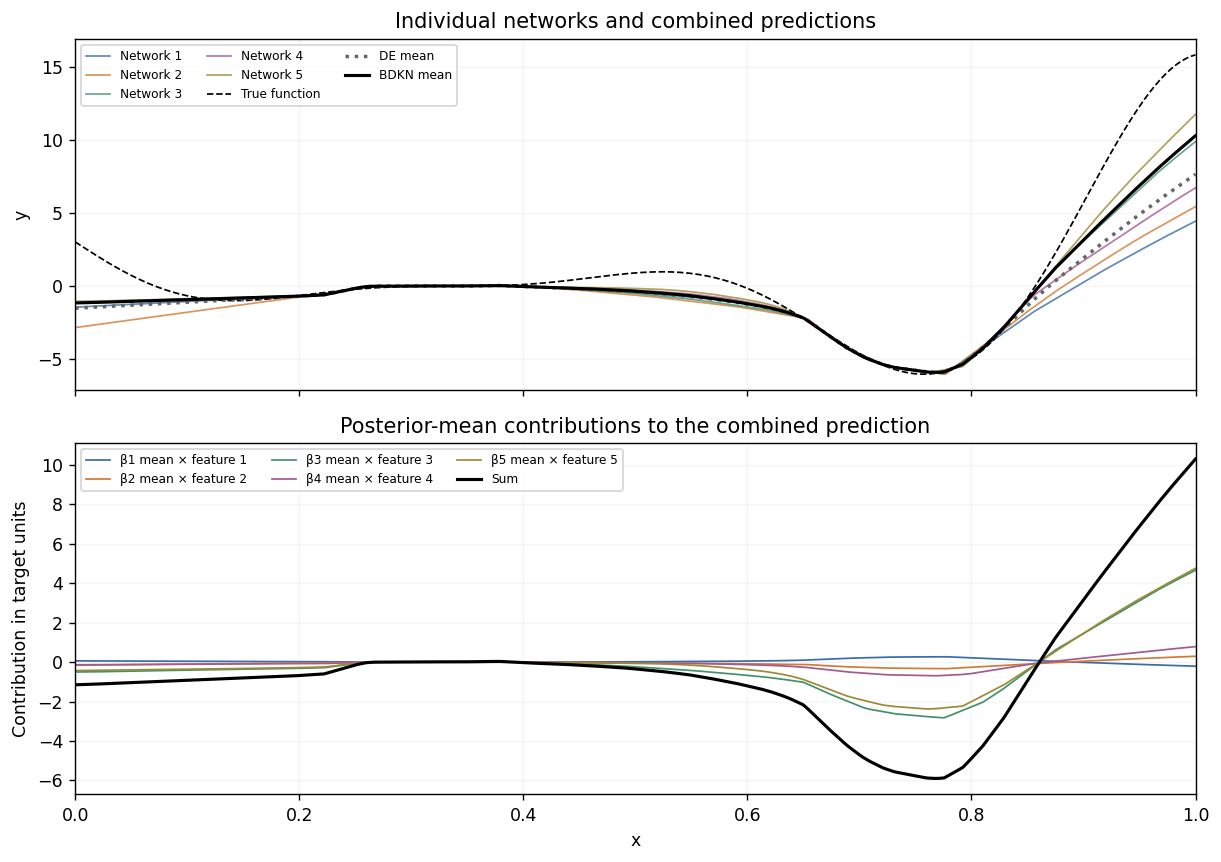 Individual networks and combined predictions
Network 1
Network 2
Network 3
Network 4
Network 5
True function
DE mean
BDKN mean
15
10
5
0
−5
y
Posterior-mean contributions to the combined prediction
β1 mean × feature 1
β2 mean × feature 2
β3 mean × feature 3
β4 mean × feature 4
β5 mean × feature 5
Sum
10
8
6
4
2
0
−2
−4
−6
Contribution in target units
0.0 0.2 0.4 0.6 0.8 1.0
x